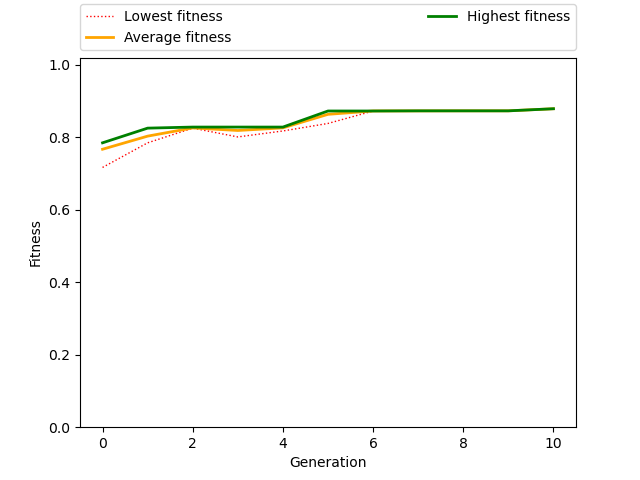 Lowest fitness
Average fitness
Highest fitness
1.0
0.8
0.6
0.4
0.2
0.0
Fitness
0 2 4 6 8 10
Generation